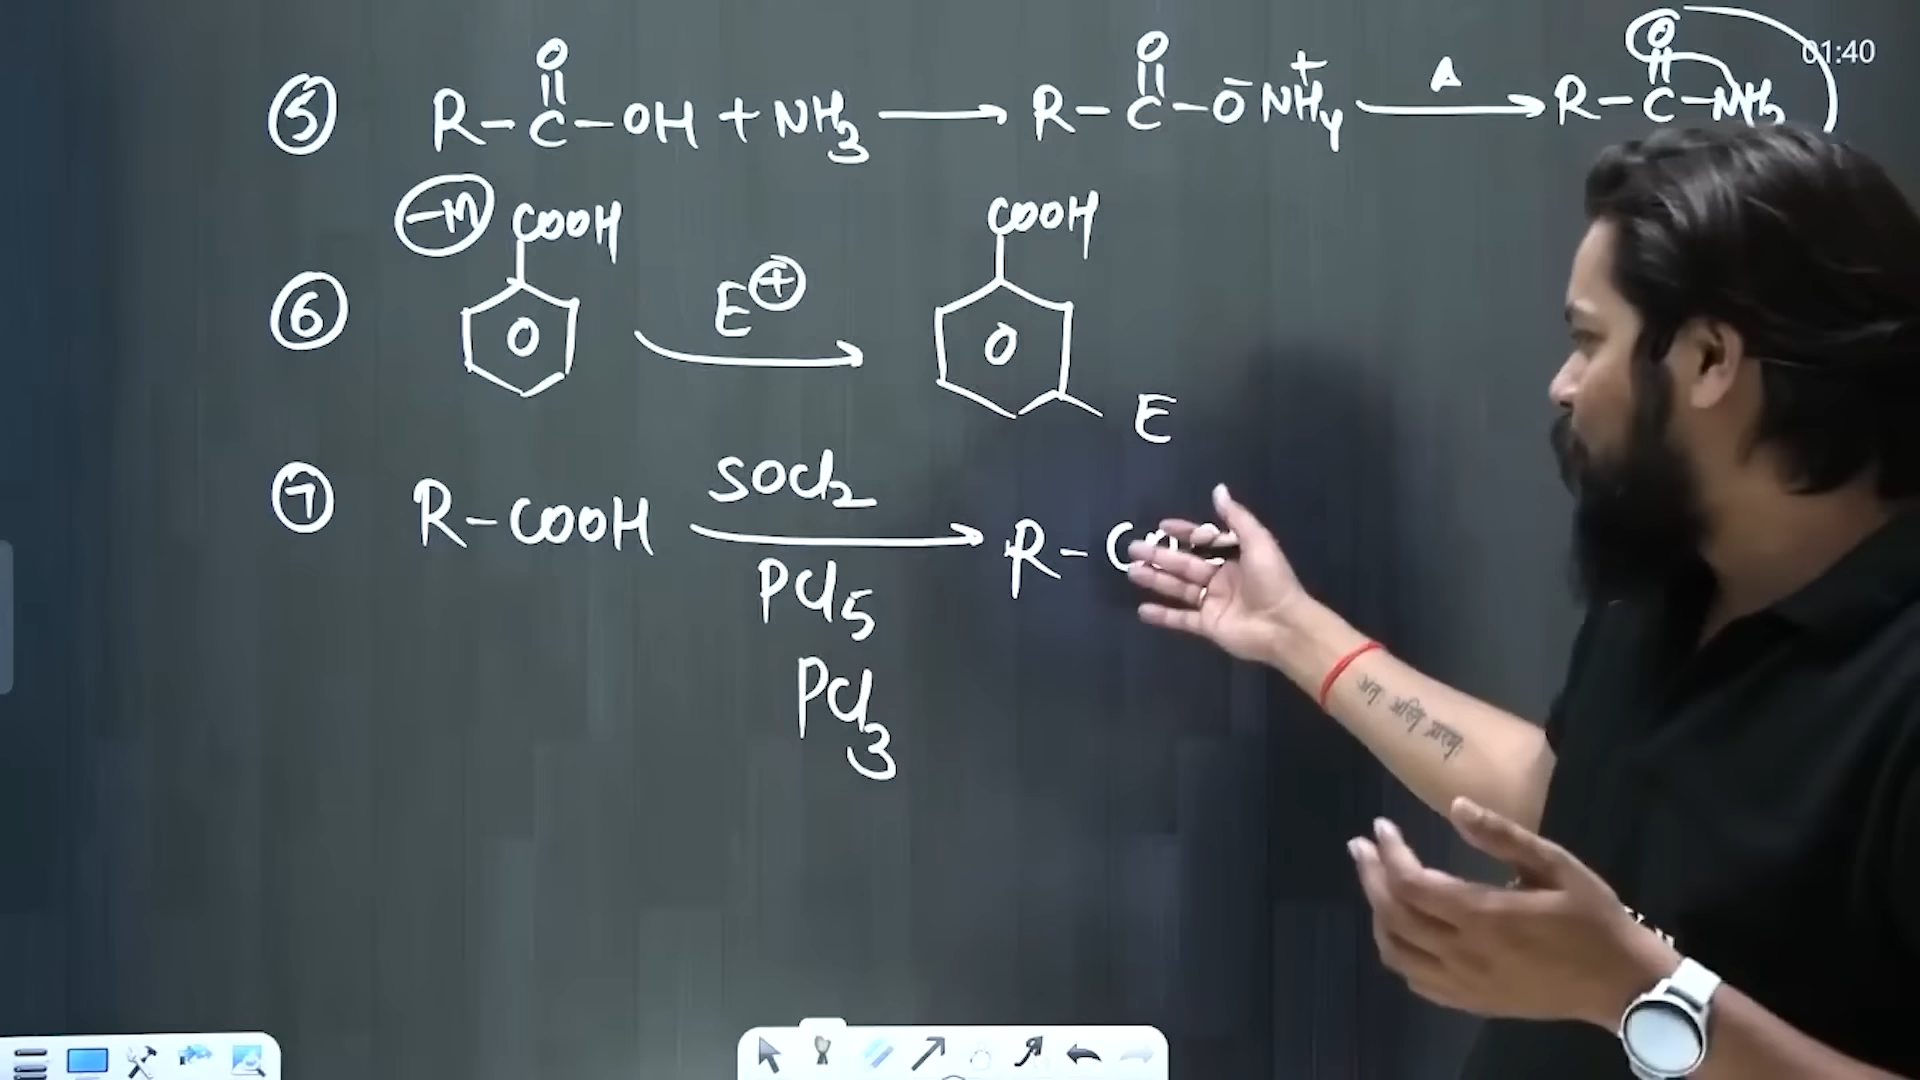 01:40
⑤ R-C(=O)-OH + NH3 ⟶ R-C(=O)-O⁻ NH4⁺ —Δ→ R-C(=O)-NH2
-M COOH COOH
⑥ E⊕ E
⑦ R-COOH SOCl2 R-
PCl5
PCl3